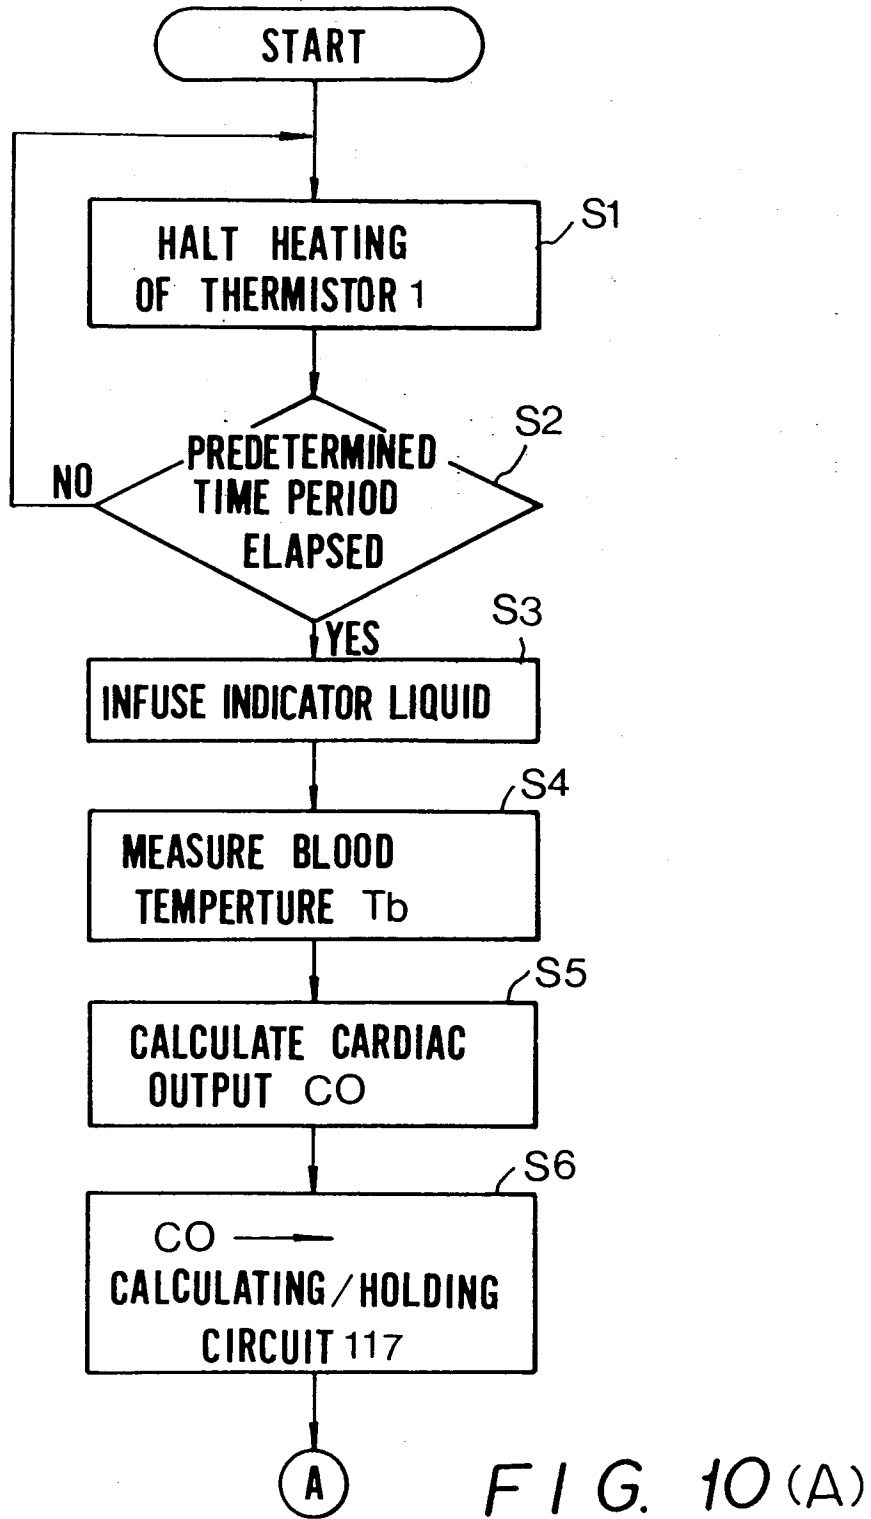 START
S1
HALT HEATING
OF THERMISTOR 1
S2
PREDETERMINED
TIME PERIOD
ELAPSED
NO
YES
S3
INFUSE INDICATOR LIQUID
S4
MEASURE BLOOD
TEMPERTURE Tb
S5
CALCULATE CARDIAC
OUTPUT CO
S6
CO →
CALCULATING/HOLDING
CIRCUIT 117
A
FIG. 10(A)